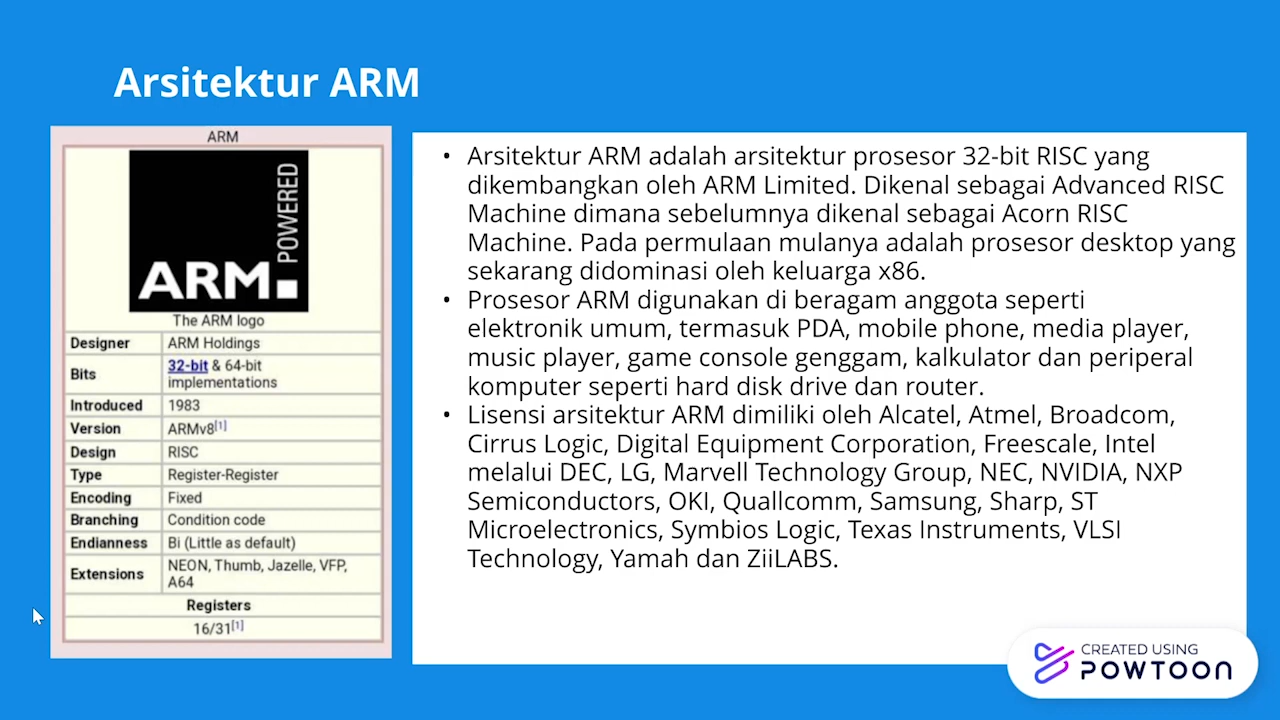 Arsitektur ARM
ARM
ARM
POWERED
The ARM logo
Designer ARM Holdings
Bits 32-bit & 64-bit
implementations
Introduced 1983
Version ARMv8[1]
Design RISC
Type Register-Register
Encoding Fixed
Branching Condition code
Endianness Bi (Little as default)
Extensions NEON, Thumb, Jazelle, VFP,
A64
Registers
16/31[1]
• Arsitektur ARM adalah arsitektur prosesor 32-bit RISC yang
dikembangkan oleh ARM Limited. Dikenal sebagai Advanced RISC
Machine dimana sebelumnya dikenal sebagai Acorn RISC
Machine. Pada permulaan mulanya adalah prosesor desktop yang
sekarang didominasi oleh keluarga x86.
• Prosesor ARM digunakan di beragam anggota seperti
elektronik umum, termasuk PDA, mobile phone, media player,
music player, game console genggam, kalkulator dan periperal
komputer seperti hard disk drive dan router.
• Lisensi arsitektur ARM dimiliki oleh Alcatel, Atmel, Broadcom,
Cirrus Logic, Digital Equipment Corporation, Freescale, Intel
melalui DEC, LG, Marvell Technology Group, NEC, NVIDIA, NXP
Semiconductors, OKI, Quallcomm, Samsung, Sharp, ST
Microelectronics, Symbios Logic, Texas Instruments, VLSI
Technology, Yamah dan ZiiLABS.
CREATED USING
POWTOON